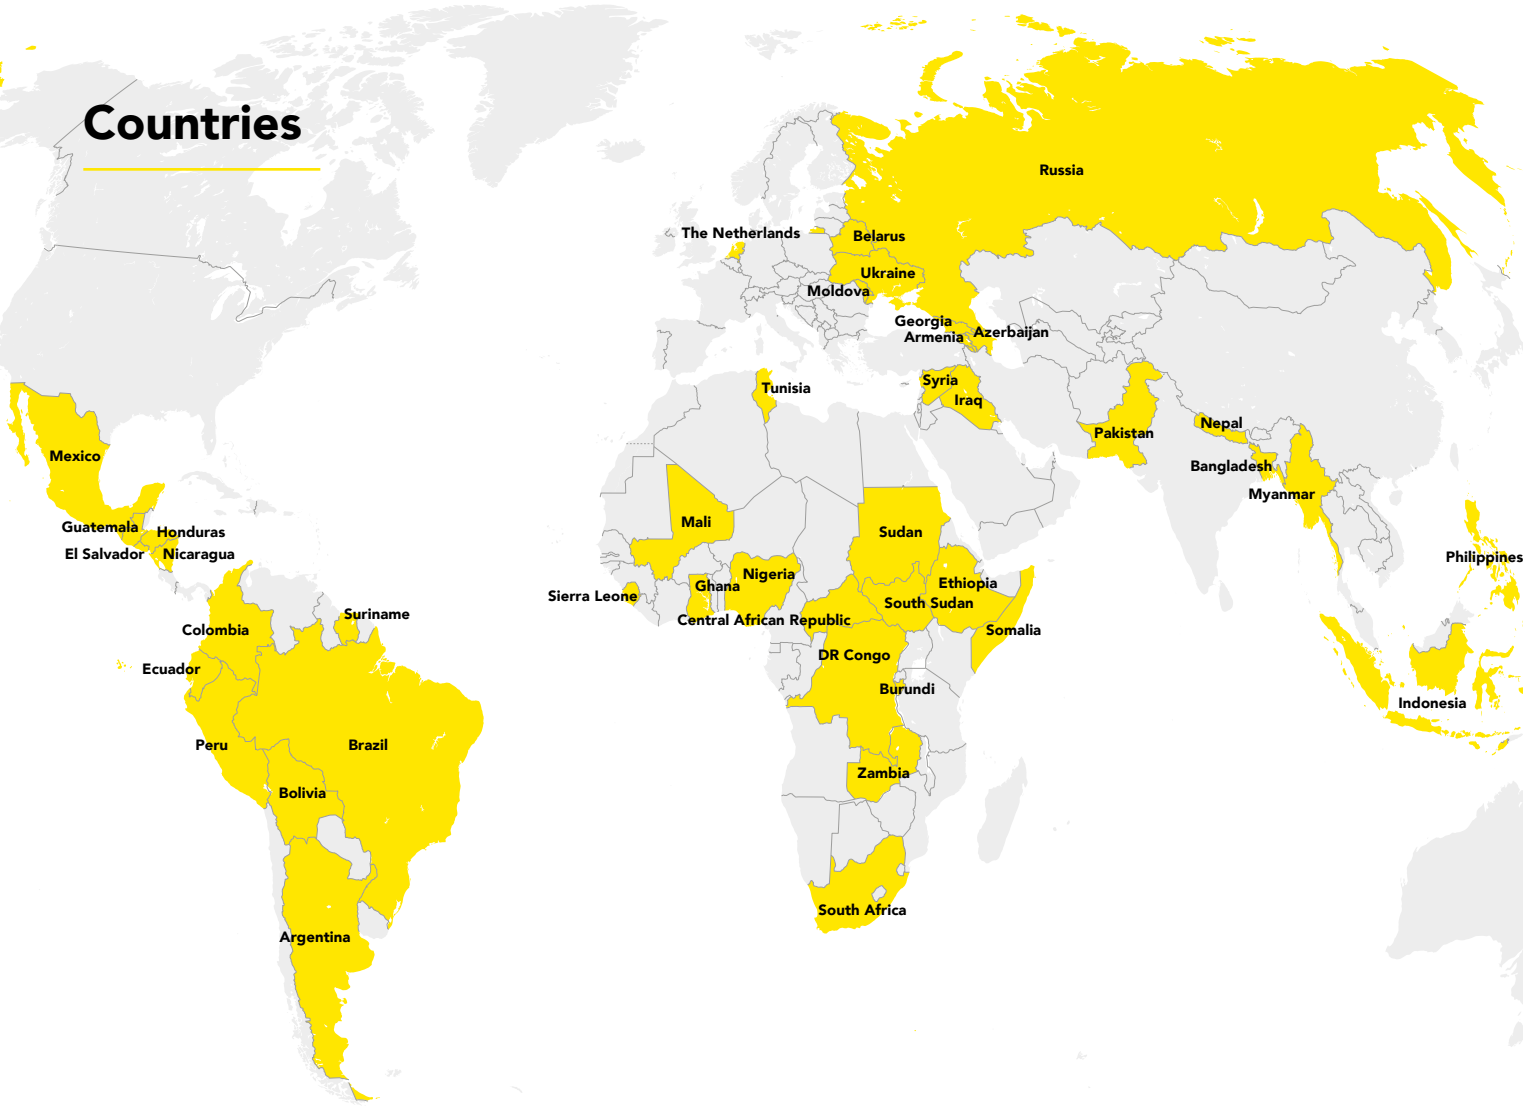 Countries
Russia
The Netherlands
Belarus
Ukraine
Moldova
Georgia
Armenia
Azerbaijan
Syria
Iraq
Tunisia
Pakistan
Nepal
Bangladesh
Myanmar
Philippines
Indonesia
Mexico
Guatemala
Honduras
El Salvador
Nicaragua
Mali
Sudan
Nigeria
Ghana
Sierra Leone
Ethiopia
South Sudan
Central African Republic
Somalia
DR Congo
Burundi
Zambia
South Africa
Suriname
Colombia
Ecuador
Peru
Brazil
Bolivia
Argentina